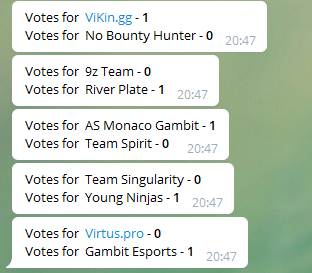 Votes for ViKin.gg - 1
Votes for No Bounty Hunter - 0
20:47
Votes for 9z Team - 0
Votes for River Plate - 1
20:47
Votes for AS Monaco Gambit - 1
Votes for Team Spirit - 0
20:47
Votes for Team Singularity - 0
Votes for Young Ninjas - 1
20:47
Votes for Virtus.pro - 0
Votes for Gambit Esports - 1
20:47